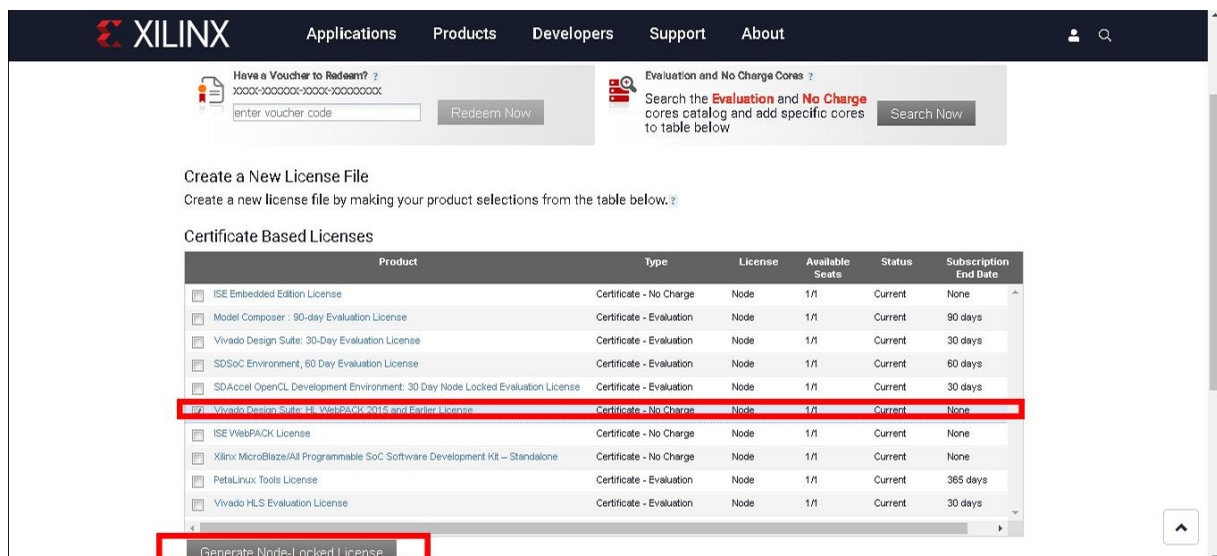 XILINX Applications Products Developers Support About
Have a Voucher to Redeem? ?
XXXX-XXXXXX-XXXX-XXXXXXXX
enter voucher code Redeem Now
Evaluation and No Charge Cores ?
Search the Evaluation and No Charge
cores catalog and add specific cores
to table below
Search Now
Create a New License File
Create a new license file by making your product selections from the table below. ?
Certificate Based Licenses
Product Type License Available Seats Status Subscription End Date
ISE Embedded Edition License Certificate - No Charge Node 1/1 Current None
Model Composer : 90-day Evaluation License Certificate - Evaluation Node 1/1 Current 90 days
Vivado Design Suite: 30-Day Evaluation License Certificate - Evaluation Node 1/1 Current 30 days
SDSoC Environment, 60 Day Evaluation License Certificate - Evaluation Node 1/1 Current 60 days
SDAccel OpenCL Development Environment: 30 Day Node Locked Evaluation License Certificate - Evaluation Node 1/1 Current 30 days
Vivado Design Suite: HL WebPACK 2015 and Earlier License Certificate - No Charge Node 1/1 Current None
ISE WebPACK License Certificate - No Charge Node 1/1 Current None
Xilinx MicroBlaze/All Programmable SoC Software Development Kit – Standalone Certificate - No Charge Node 1/1 Current None
PetaLinux Tools License Certificate - Evaluation Node 1/1 Current 365 days
Vivado HLS Evaluation License Certificate - Evaluation Node 1/1 Current 30 days
Generate Node-Locked License